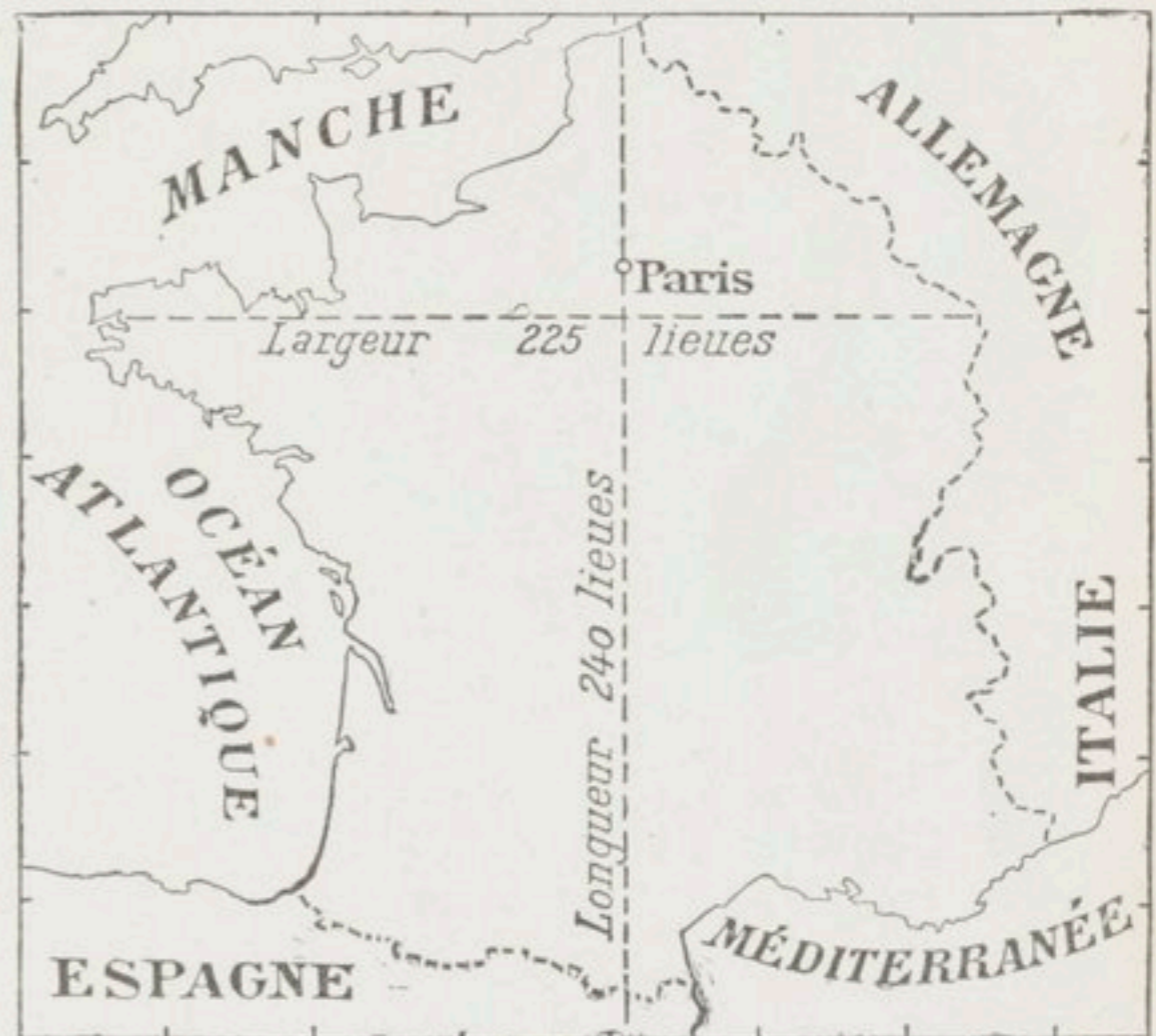 MANCHE
ALLEMAGNE
Paris
Largeur 225 lieues
OCÉAN
ATLANTIQUE
Longueur 240 lieues
ITALIE
MÉDITERRANÉE
ESPAGNE